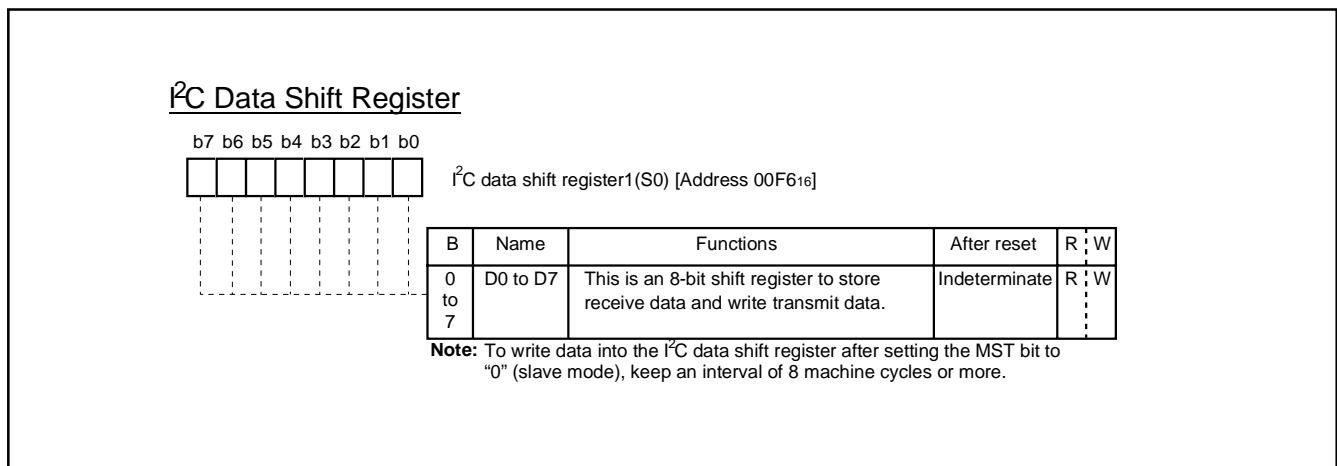 I²C Data Shift Register
b7 b6 b5 b4 b3 b2 b1 b0
I²C data shift register1(S0) [Address 00F6₁₆]
B Name Functions After reset R W
0 D0 to D7 This is an 8-bit shift register to store Indeterminate R W
to receive data and write transmit data.
7
Note: To write data into the I²C data shift register after setting the MST bit to
“0” (slave mode), keep an interval of 8 machine cycles or more.